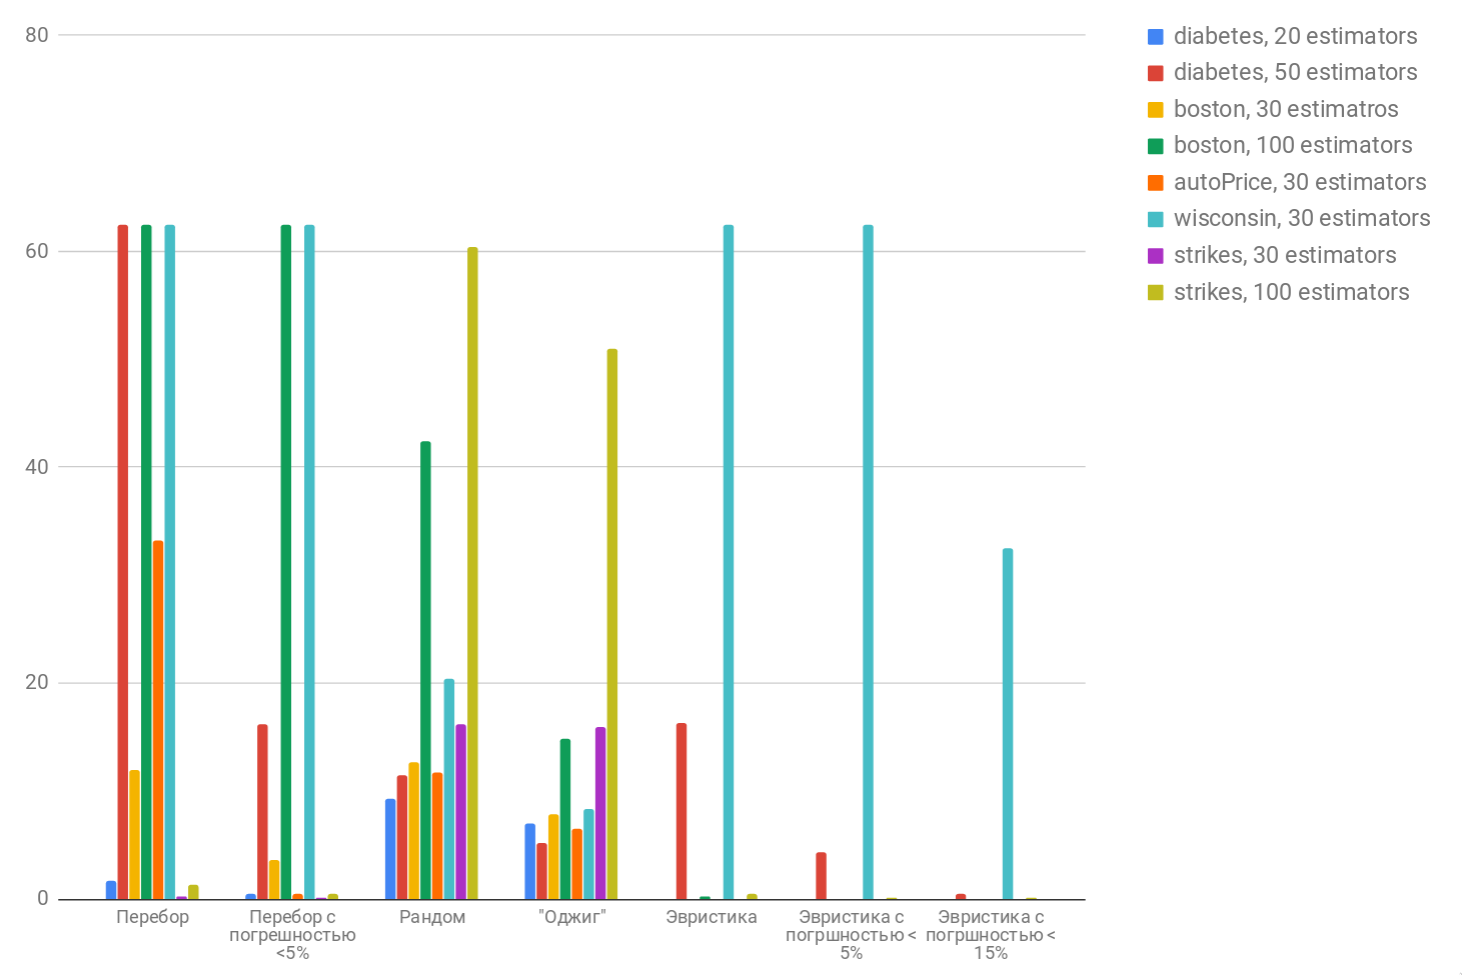 80
60
40
20
0
Перебор
Перебор с
погрешностью
<5%
Рандом
"Оджиг"
Эвристика
Эвристика с
погршностью <
5%
Эвристика с
погршностью <
15%
diabetes, 20 estimators
diabetes, 50 estimators
boston, 30 estimatros
boston, 100 estimators
autoPrice, 30 estimators
wisconsin, 30 estimators
strikes, 30 estimators
strikes, 100 estimators